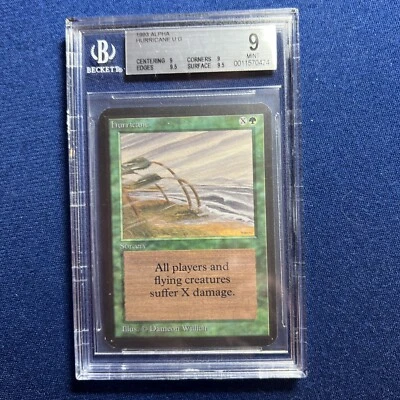 BECKETT
1993 ALPHA
HURRICANE U G
CENTERING 9 CORNERS 9
EDGES 9.5 SURFACE 9.5
9
MINT
0011570424
Hurricane
X
Sorcery
All players and
flying creatures
suffer X damage.
Illus. © Dameon Willich